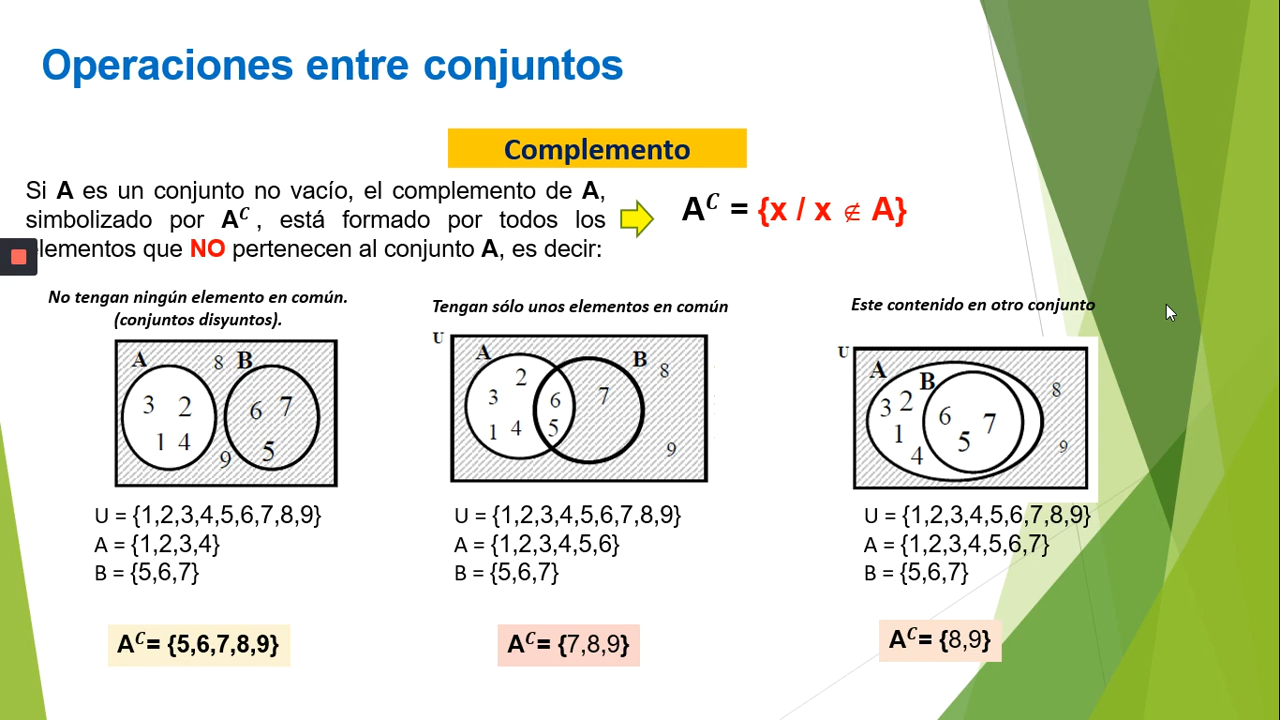 Operaciones entre conjuntos
Complemento
Si A es un conjunto no vacío, el complemento de A,
simbolizado por Aᶜ, está formado por todos los
elementos que NO pertenecen al conjunto A, es decir:
Aᶜ = {x / x ∉ A}
No tengan ningún elemento en común.
(conjuntos disyuntos).
A 8 B
3 2 6 7
1 4 5
9
U = {1,2,3,4,5,6,7,8,9}
A = {1,2,3,4}
B = {5,6,7}
Aᶜ= {5,6,7,8,9}
Tengan sólo unos elementos en común
U
A B
2 8
3 6 7
1 4 5
9
U = {1,2,3,4,5,6,7,8,9}
A = {1,2,3,4,5,6}
B = {5,6,7}
Aᶜ= {7,8,9}
Este contenido en otro conjunto
U
A B
3 2 6 7 8
1 5
4 9
U = {1,2,3,4,5,6,7,8,9}
A = {1,2,3,4,5,6,7}
B = {5,6,7}
Aᶜ= {8,9}